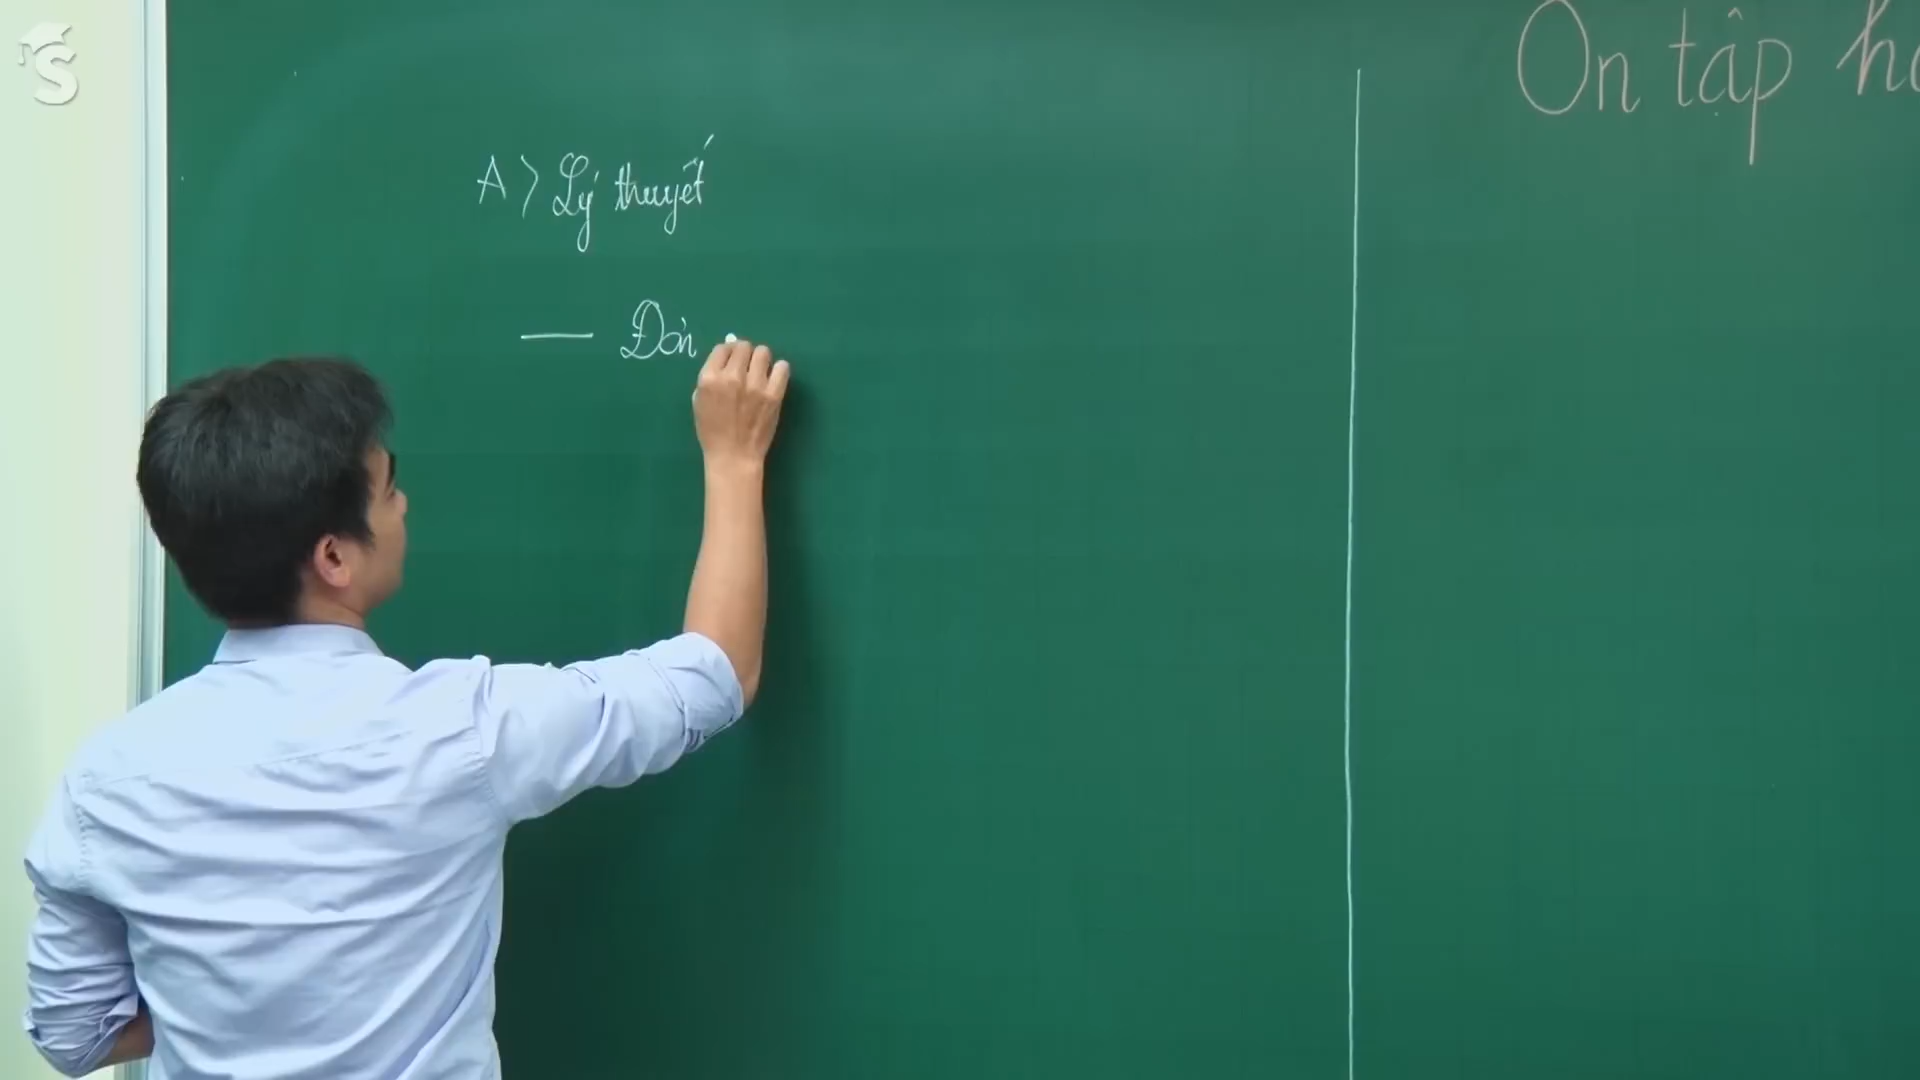 Ôn tập
A> Lý thuyết
— Đơn